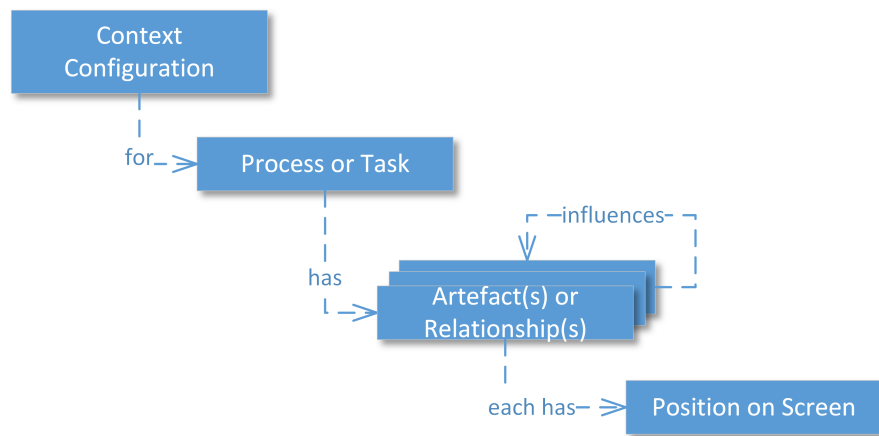 Context
Configuration
for
Process or Task
influences
has
Artefact(s) or
Relationship(s)
each has
Position on Screen